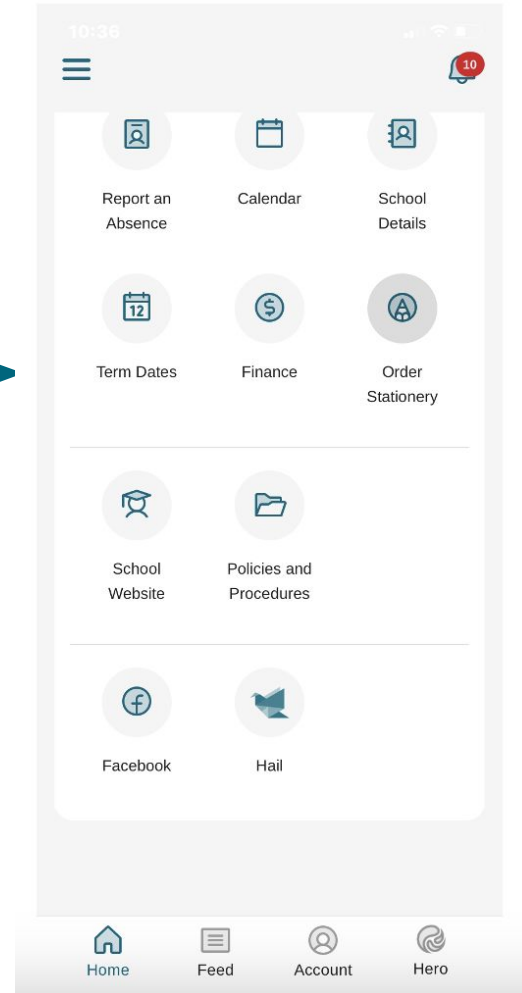 10:36
10
Report an
Absence
Calendar
School
Details
12
Term Dates
Finance
Order
Stationery
School
Website
Policies and
Procedures
Facebook
Hail
Home
Feed
Account
Hero